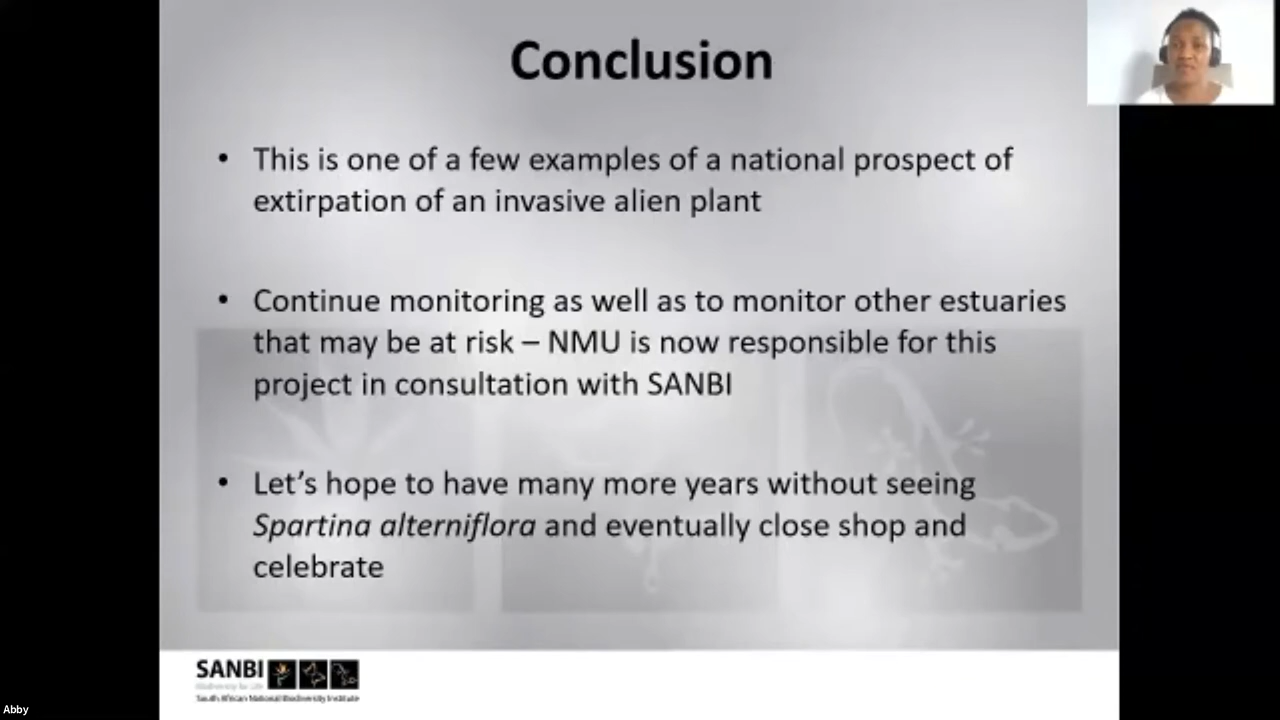 Conclusion
• This is one of a few examples of a national prospect of
extirpation of an invasive alien plant
• Continue monitoring as well as to monitor other estuaries
that may be at risk – NMU is now responsible for this
project in consultation with SANBI
• Let’s hope to have many more years without seeing
Spartina alterniflora and eventually close shop and
celebrate
SANBI
Biodiversity for Life
South African National Biodiversity Institute
Abby